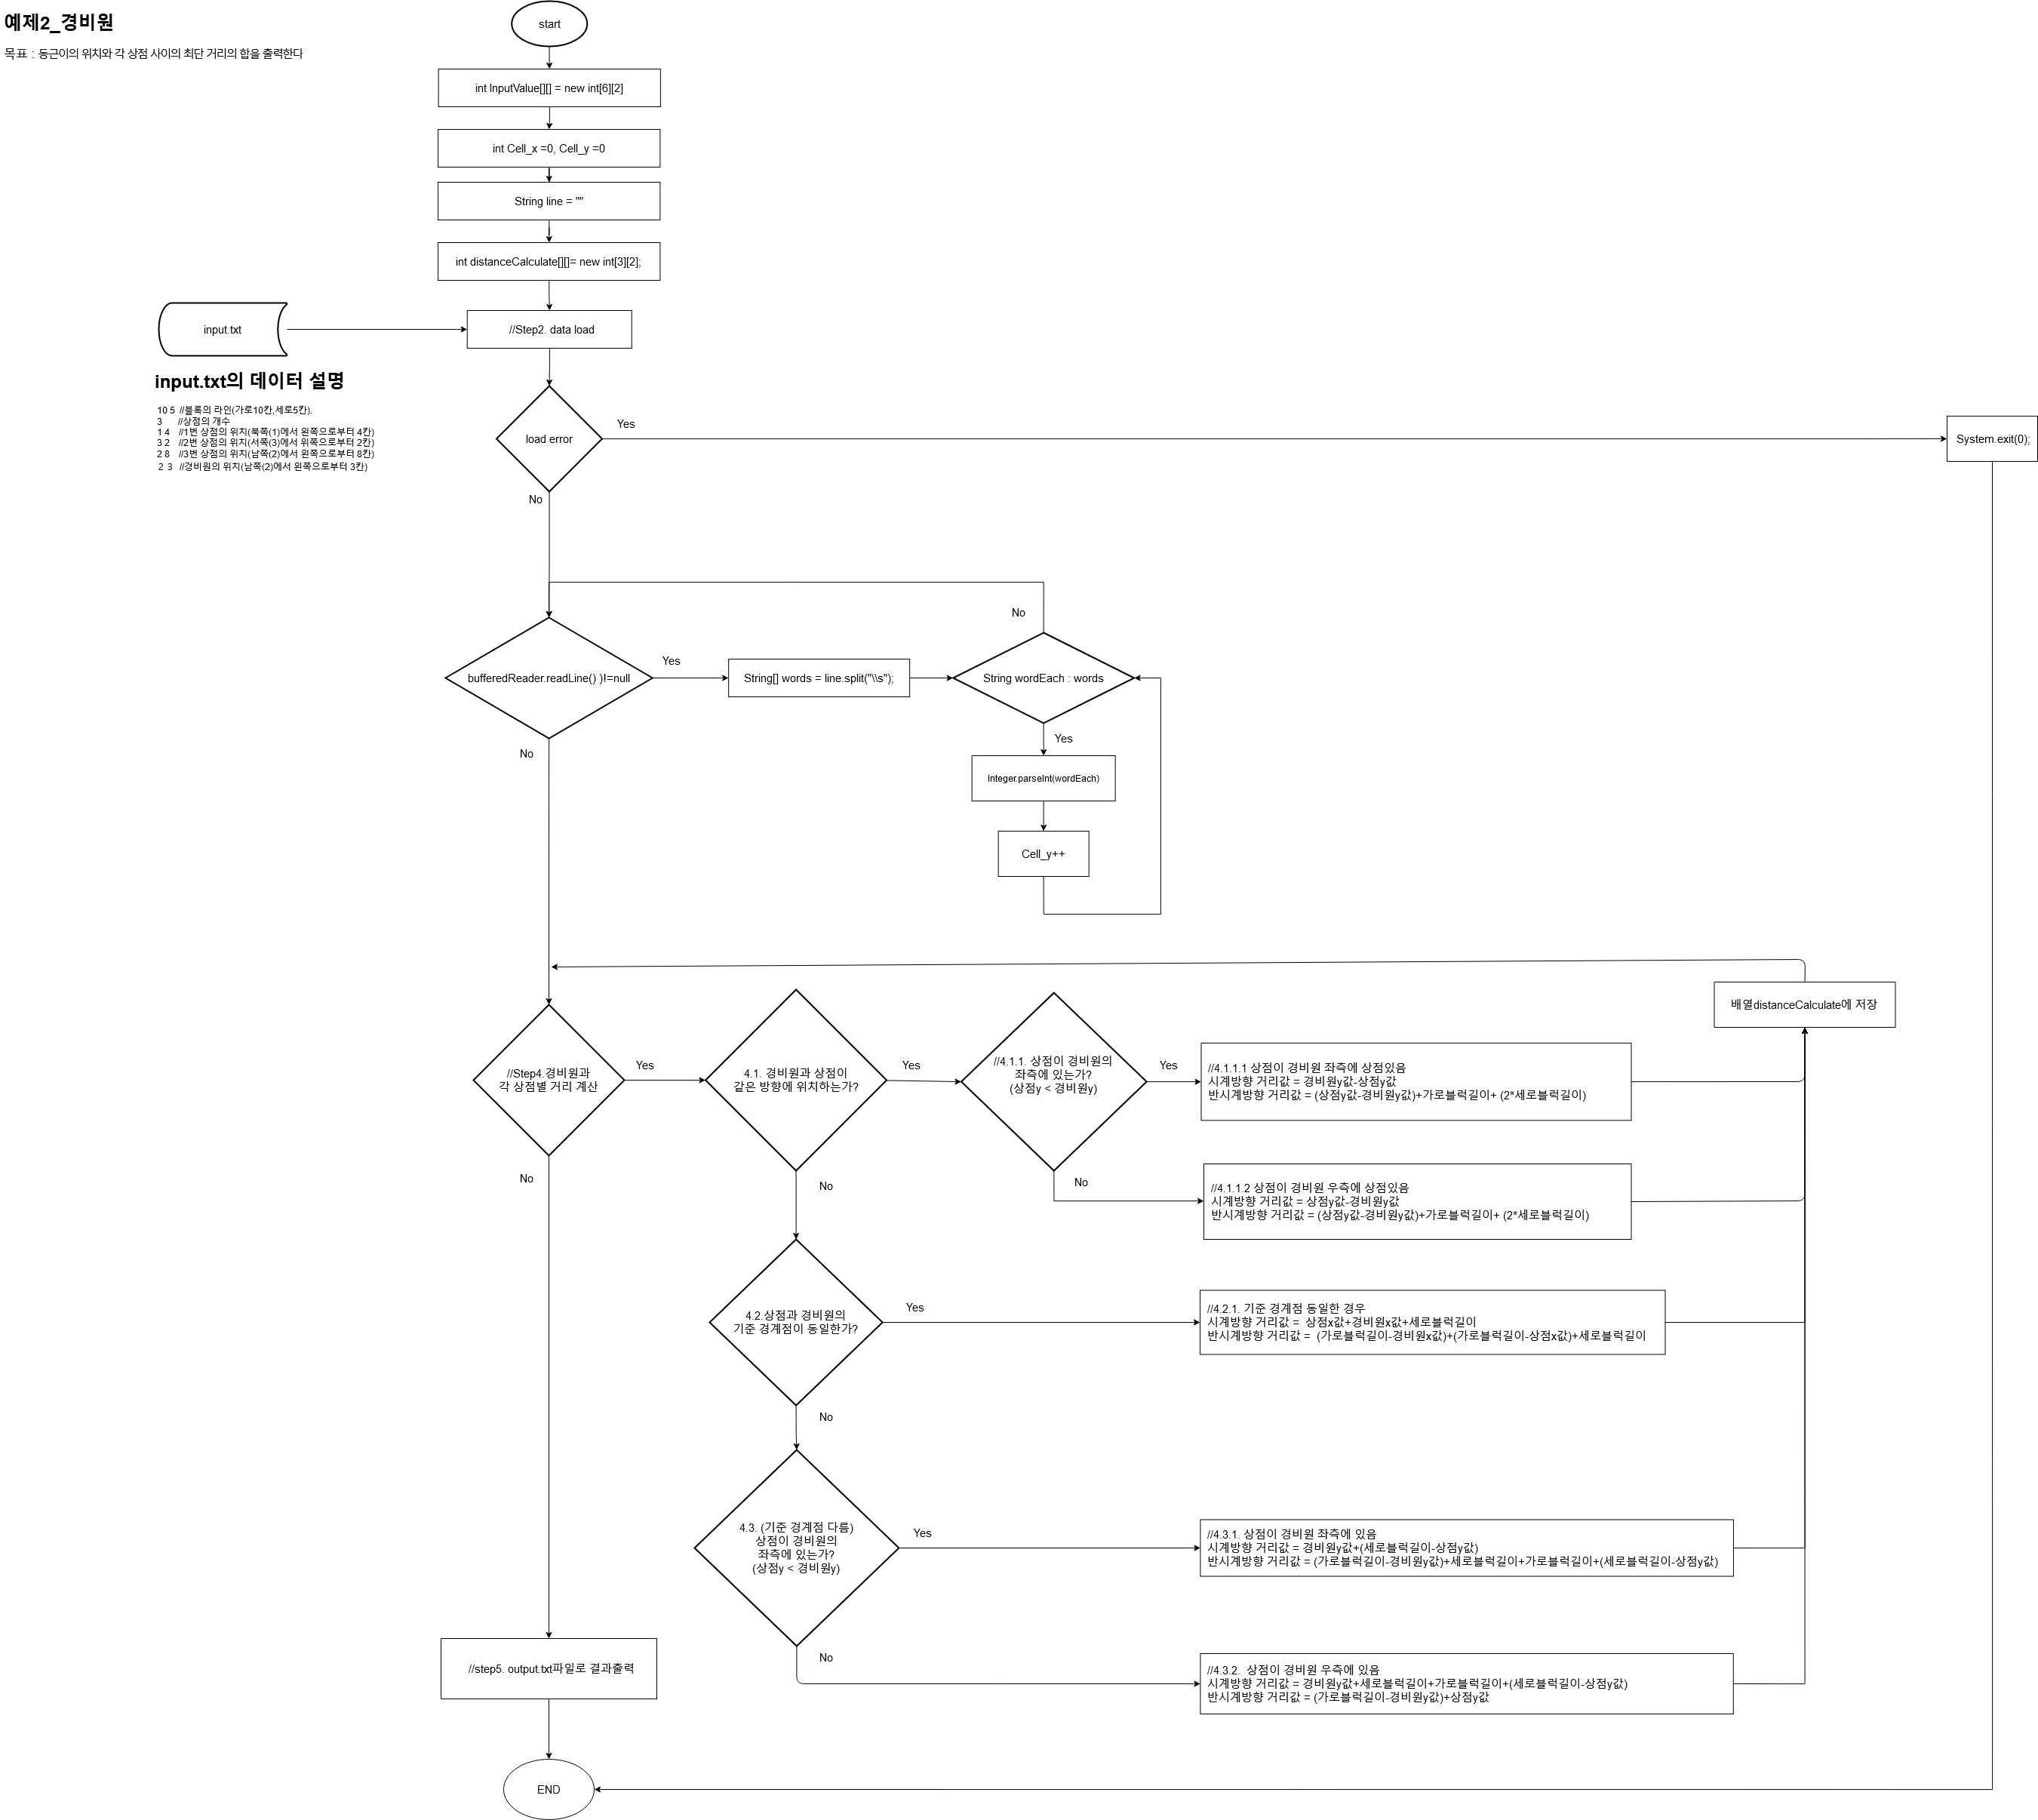 예제2_경비원
목표 : 동근이의 위치와 각 상점 사이의 최단 거리의 합을 출력한다
start
int InputValue[][] = new int[6][2]
int Cell_x =0, Cell_y =0
String line = ""
int distanceCalculate[][]= new int[3][2];
input.txt
//Step2. data load
input.txt의 데이터 설명
10 5 //블록의 라인(가로10칸,세로5칸).
3 //상점의 개수
1 4 //1번 상점의 위치(북쪽(1)에서 왼쪽으로부터 4칸)
3 2 //2번 상점의 위치(서쪽(3)에서 위쪽으로부터 2칸)
2 8 //3번 상점의 위치(남쪽(2)에서 왼쪽으로부터 8칸)
2 3 //경비원의 위치(남쪽(2)에서 왼쪽으로부터 3칸)
load error
Yes
System.exit(0);
No
No
bufferedReader.readLine() )!=null
Yes
String[] words = line.split("\\s");
String wordEach : words
Yes
No
Integer.parseInt(wordEach)
Cell_y++
배열distanceCalculate에 저장
//Step4.경비원과
각 상점별 거리 계산
Yes
4.1. 경비원과 상점이
같은 방향에 위치하는가?
Yes
//4.1.1. 상점이 경비원의
좌측에 있는가?
(상점y < 경비원y)
Yes
//4.1.1.1 상점이 경비원 좌측에 상점있음
시계방향 거리값 = 경비원y값-상점y값
반시계방향 거리값 = (상점y값-경비원y값)+가로블럭길이+ (2*세로블럭길이)
No
No
No
//4.1.1.2 상점이 경비원 우측에 상점있음
시계방향 거리값 = 상점y값-경비원y값
반시계방향 거리값 = (상점y값-경비원y값)+가로블럭길이+ (2*세로블럭길이)
4.2.상점과 경비원의
기준 경계점이 동일한가?
Yes
//4.2.1. 기준 경계점 동일한 경우
시계방향 거리값 = 상점x값+경비원x값+세로블럭길이
반시계방향 거리값 = (가로블럭길이-경비원x값)+(가로블럭길이-상점x값)+세로블럭길이
No
4.3. (기준 경계점 다름)
상점이 경비원의
좌측에 있는가?
(상점y < 경비원y)
Yes
//4.3.1. 상점이 경비원 좌측에 있음
시계방향 거리값 = 경비원y값+(세로블럭길이-상점y값)
반시계방향 거리값 = (가로블럭길이-경비원y값)+세로블럭길이+가로블럭길이+(세로블럭길이-상점y값)
No
//4.3.2. 상점이 경비원 우측에 있음
시계방향 거리값 = 경비원y값+세로블럭길이+가로블럭길이+(세로블럭길이-상점y값)
반시계방향 거리값 = (가로블럭길이-경비원y값)+상점y값
//step5. output.txt파일로 결과출력
END